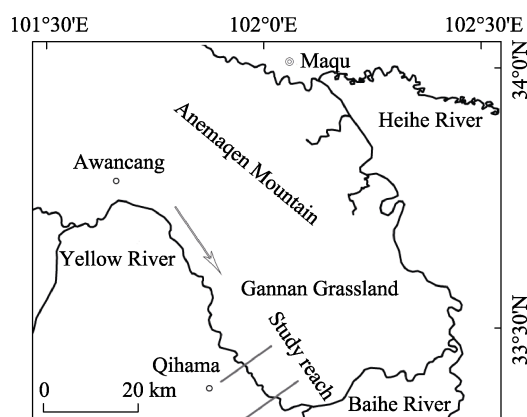 101°30'E
102°0'E
102°30'E
Maqu
34°0'N
Heihe River
Anemaqen Mountain
Awancang
Yellow River
Gannan Grassland
33°30'N
Study reach
Qihama
Baihe River
0
20 km